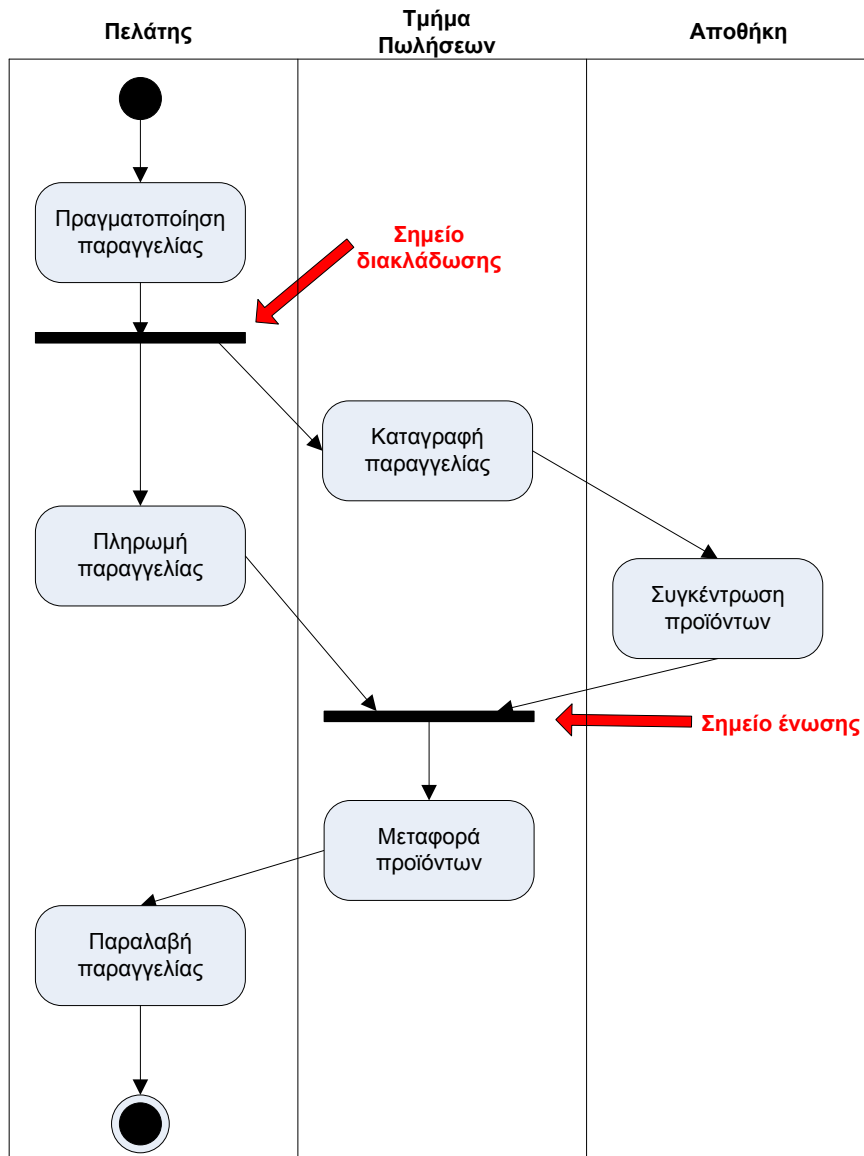 Πελάτης
Τμήμα
Πωλήσεων
Αποθήκη
Πραγματοποίηση
παραγγελίας
Σημείο
διακλάδωσης
Καταγραφή
παραγγελίας
Πληρωμή
παραγγελίας
Συγκέντρωση
προϊόντων
Σημείο ένωσης
Μεταφορά
προϊόντων
Παραλαβή
παραγγελίας